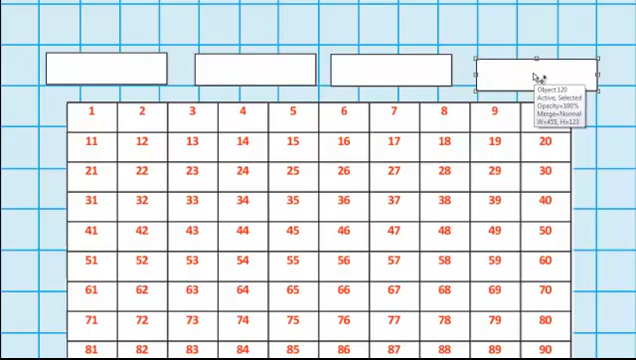 Object 120
Active, Selected
Opacity=100%
Merge=Normal
W=455, H=123
1 2 3 4 5 6 7 8 9
11 12 13 14 15 16 17 18 19 20
21 22 23 24 25 26 27 28 29 30
31 32 33 34 35 36 37 38 39 40
41 42 43 44 45 46 47 48 49 50
51 52 53 54 55 56 57 58 59 60
61 62 63 64 65 66 67 68 69 70
71 72 73 74 75 76 77 78 79 80
81 82 83 84 85 86 87 88 89 90